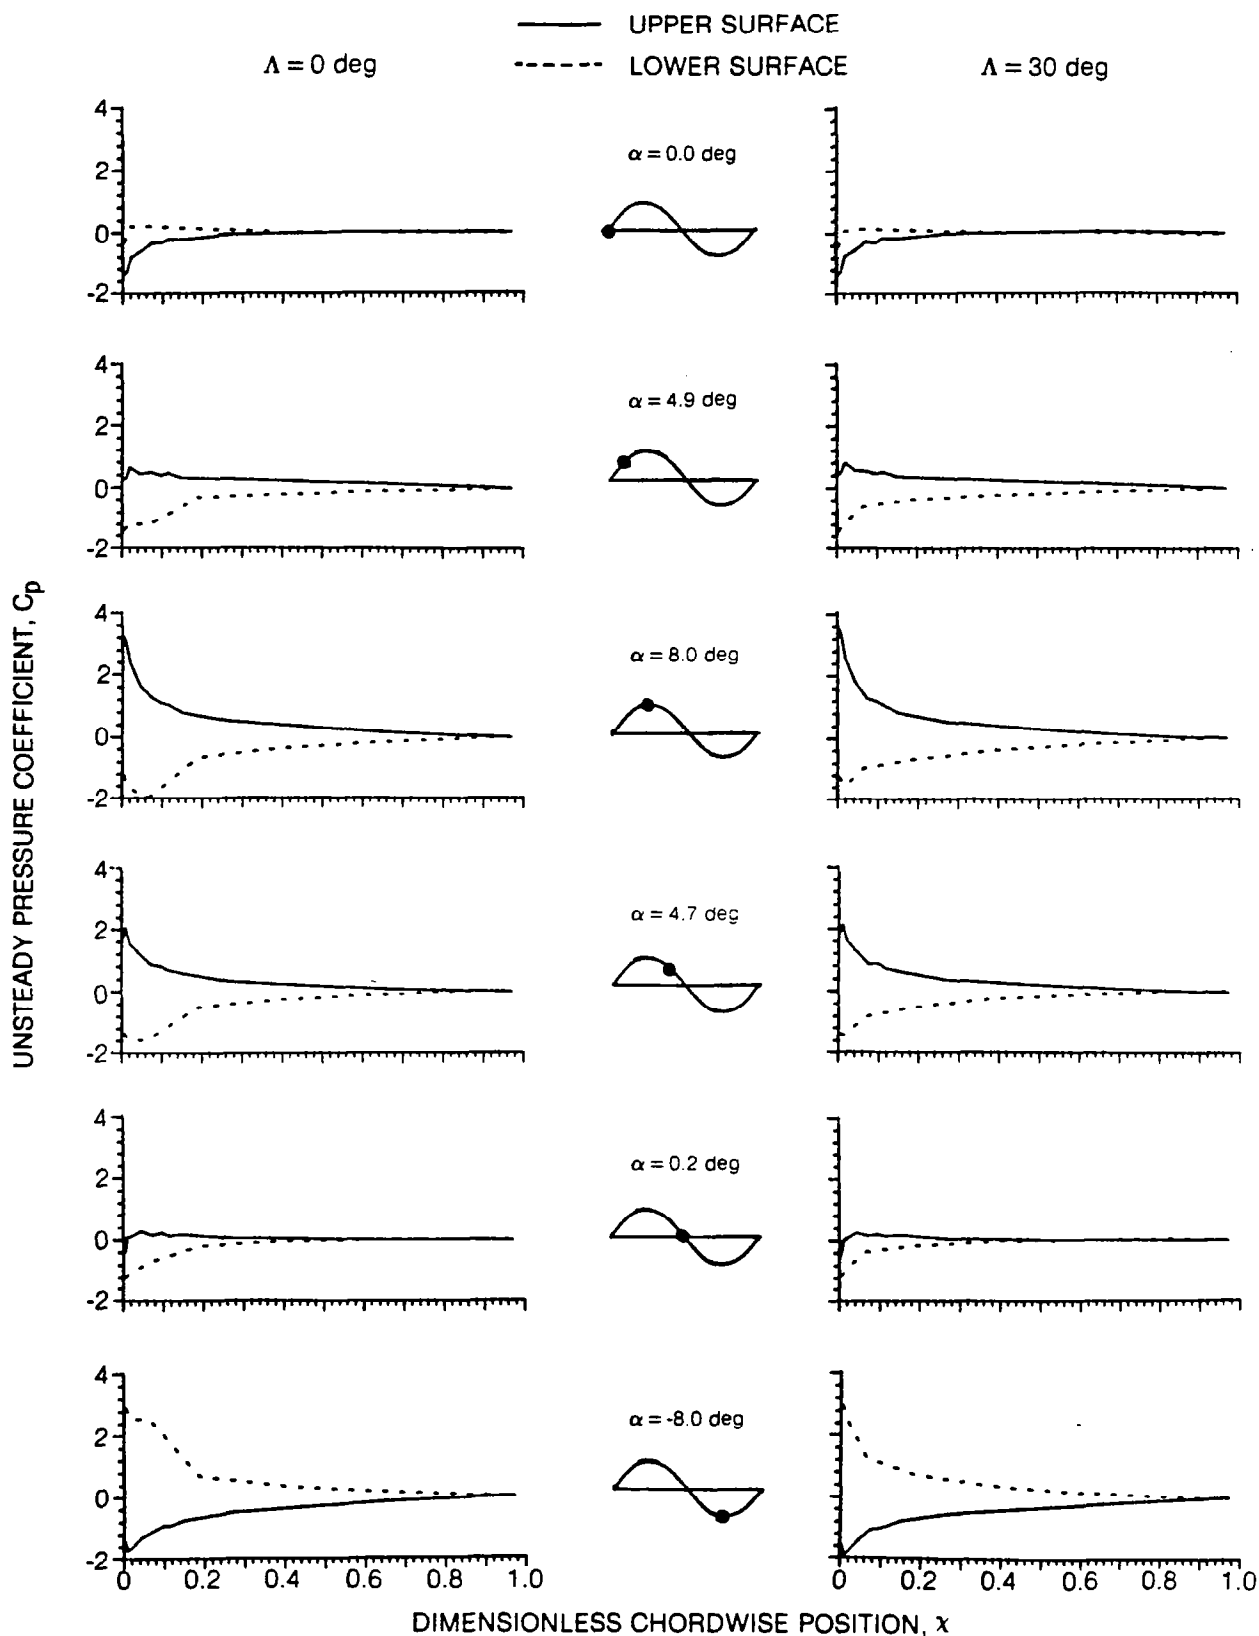 UPPER SURFACE
Λ = 0 deg
LOWER SURFACE
Λ = 30 deg
4
2
0
-2
α = 0.0 deg
4
2
0
-2
α = 4.9 deg
UNSTEADY PRESSURE COEFFICIENT, Cp
4
2
0
-2
α = 8.0 deg
4
2
0
-2
α = 4.7 deg
4
2
0
-2
α = 0.2 deg
4
2
0
-2
α = -8.0 deg
0 0.2 0.4 0.6 0.8 1.0
0 0.2 0.4 0.6 0.8 1.0
DIMENSIONLESS CHORDWISE POSITION, χ